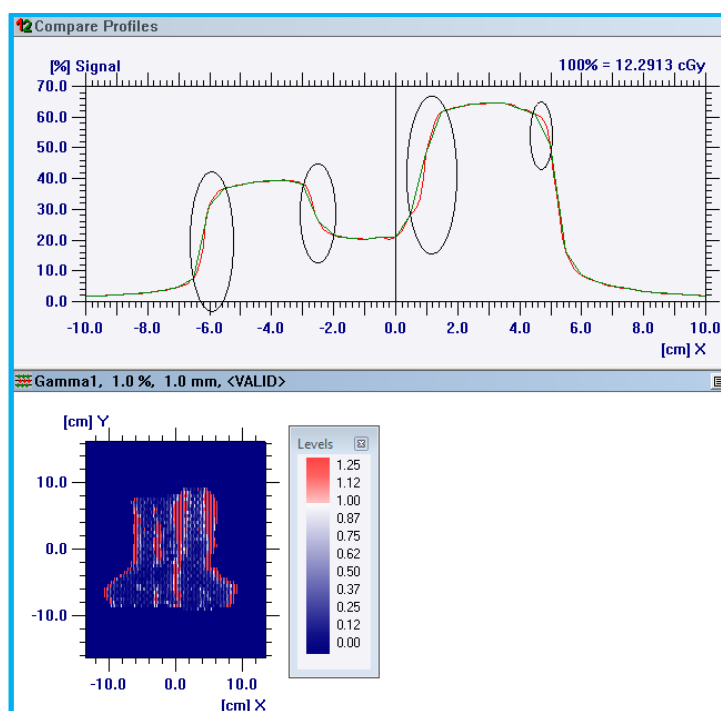 12 Compare Profiles
[%] Signal 100% = 12.2913 cGy
70.0
60.0
50.0
40.0
30.0
20.0
10.0
0.0
-10.0 -8.0 -6.0 -4.0 -2.0 0.0 2.0 4.0 6.0 8.0 10.0
[cm] X
Gamma1, 1.0 %, 1.0 mm, <VALID>
[cm] Y
10.0
0.0
-10.0
-10.0 0.0 10.0
[cm] X
Levels
1.25
1.12
1.00
0.87
0.75
0.62
0.50
0.37
0.25
0.12
0.00